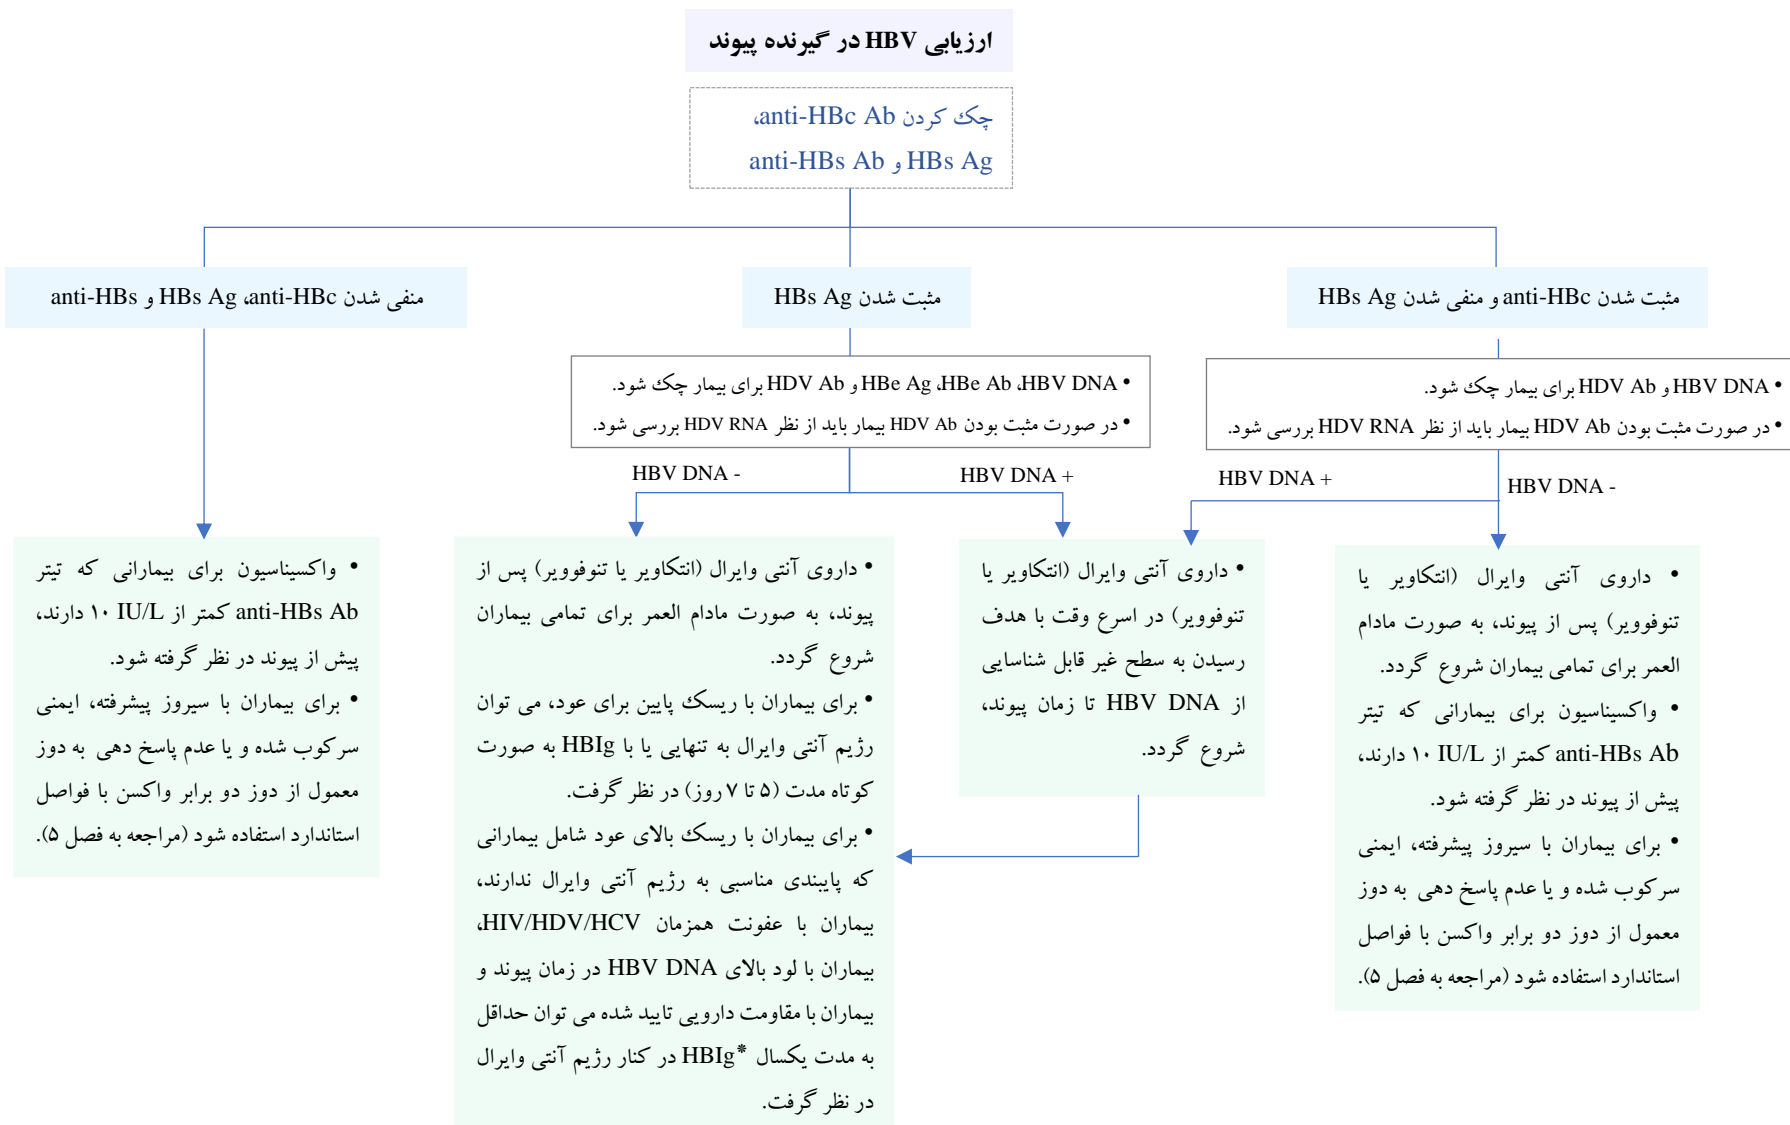 ارزیابی HBV در گیرنده پیوند
چک کردن anti-HBc Ab،
HBs Ag و anti-HBs Ab
مثبت شدن anti-HBc و منفی شدن HBs Ag
مثبت شدن HBs Ag
منفی شدن HBs Ag ،anti-HBc و anti-HBs
• HBV DNA و HDV Ab برای بیمار چک شود.
• در صورت مثبت بودن HDV Ab بیمار باید از نظر HDV RNA بررسی شود.
• HBe Ag ،HBe Ab ،HBV DNA و HDV Ab برای بیمار چک شود.
• در صورت مثبت بودن HDV Ab بیمار باید از نظر HDV RNA بررسی شود.
HBV DNA -
HBV DNA +
HBV DNA +
HBV DNA -
• داروی آنتی وایرال (انتکاویر یا
تنوفوویر) پس از پیوند، به صورت مادام
العمر برای تمامی بیماران شروع گردد.
• واکسیناسیون برای بیمارانی که تیتر
anti-HBs Ab کمتر از ۱۰ IU/L دارند،
پیش از پیوند در نظر گرفته شود.
• برای بیماران با سیروز پیشرفته، ایمنی
سرکوب شده و یا عدم پاسخ دهی به دوز
معمول از دوز دو برابر واکسن با فواصل
استاندارد استفاده شود (مراجعه به فصل ۵).
• داروی آنتی وایرال (انتکاویر یا
تنوفوویر) در اسرع وقت با هدف
رسیدن به سطح غیر قابل شناسایی
از HBV DNA تا زمان پیوند،
شروع گردد.
• داروی آنتی وایرال (انتکاویر یا تنوفوویر) پس از
پیوند، به صورت مادام العمر برای تمامی بیماران
شروع گردد.
• برای بیماران با ریسک پایین برای عود، می توان
رژیم آنتی وایرال به تنهایی یا با HBIg به صورت
کوتاه مدت (۵ تا ۷ روز) در نظر گرفت.
• برای بیماران با ریسک بالای عود شامل بیمارانی
که پایبندی مناسبی به رژیم آنتی وایرال ندارند،
بیماران با عفونت همزمان HIV/HDV/HCV،
بیماران با لود بالای HBV DNA در زمان پیوند و
بیماران با مقاومت دارویی تایید شده می توان حداقل
به مدت یکسال *HBIg در کنار رژیم آنتی وایرال
در نظر گرفت.
• واکسیناسیون برای بیمارانی که تیتر
anti-HBs Ab کمتر از ۱۰ IU/L دارند،
پیش از پیوند در نظر گرفته شود.
• برای بیماران با سیروز پیشرفته، ایمنی
سرکوب شده و یا عدم پاسخ دهی به دوز
معمول از دوز دو برابر واکسن با فواصل
استاندارد استفاده شود (مراجعه به فصل ۵).